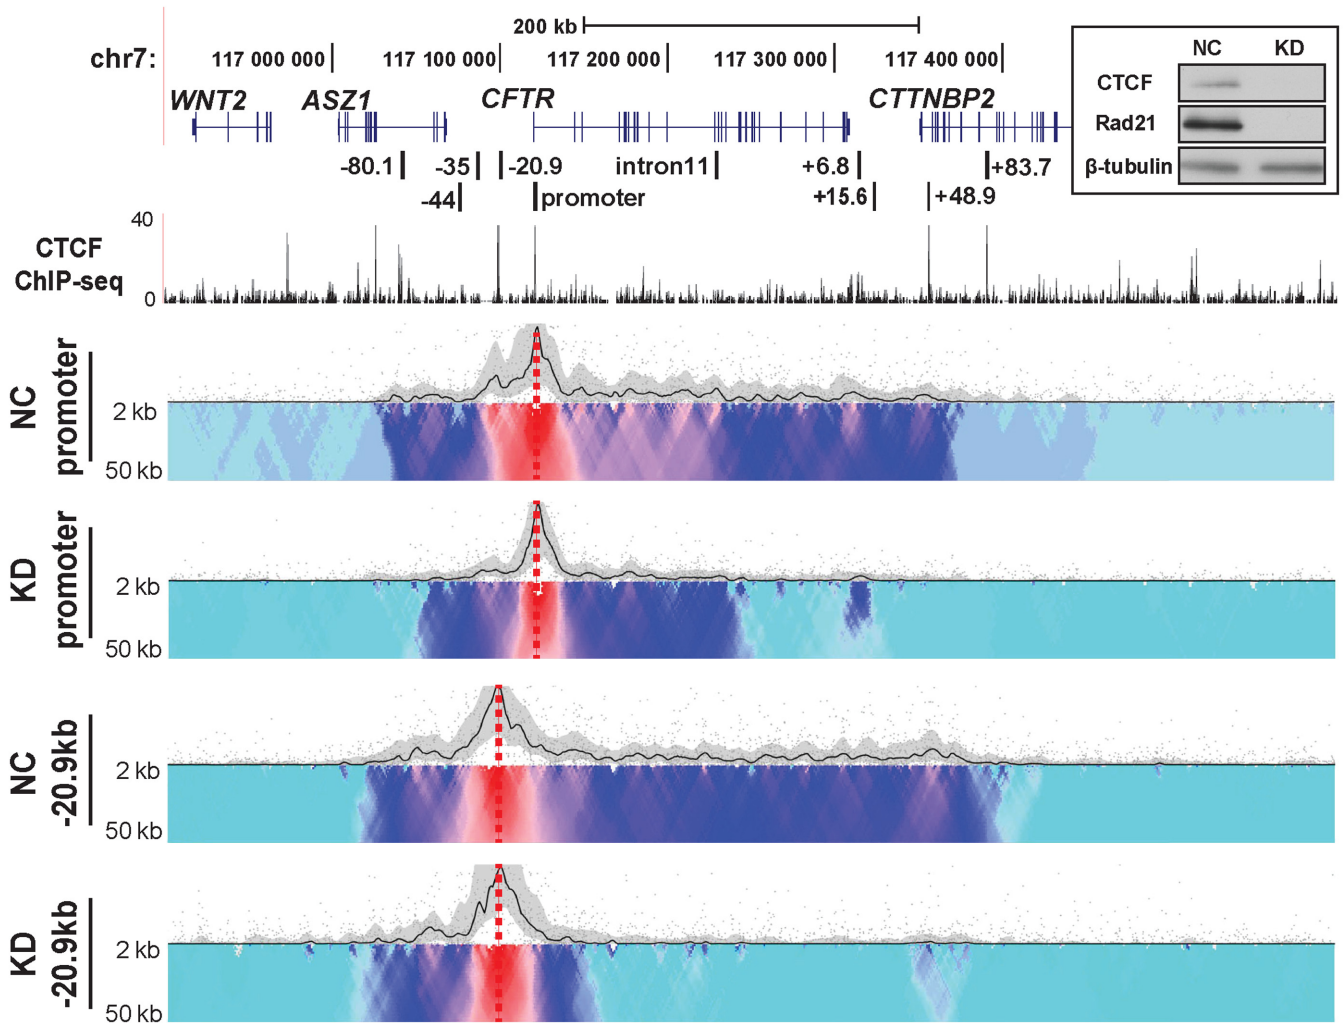 200 kb
chr7: 117 000 000 117 100 000 117 200 000 117 300 000 117 400 000
WNT2 ASZ1 CFTR CTTNBP2
-80.1 -35 -20.9 intron11 +6.8 +83.7
-44 promoter +15.6 +48.9
NC KD
CTCF
Rad21
β-tubulin
40
CTCF
ChIP-seq
0
NC
promoter
2 kb
50 kb
KD
promoter
2 kb
50 kb
NC
-20.9kb
2 kb
50 kb
KD
-20.9kb
2 kb
50 kb